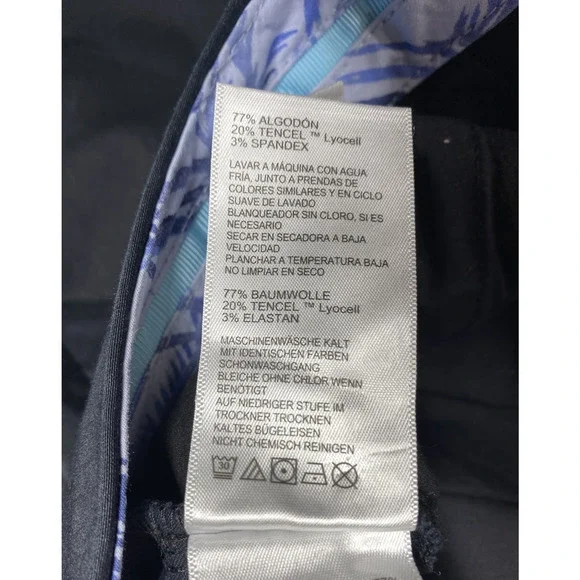 77% ALGODÓN
20% TENCEL ™ Lyocell
3% SPANDEX
LAVAR A MÁQUINA CON AGUA
FRÍA, JUNTO A PRENDAS DE
COLORES SIMILARES Y EN CICLO
SUAVE DE LAVADO
BLANQUEADOR SIN CLORO, SI ES
NECESARIO
SECAR EN SECADORA A BAJA
VELOCIDAD
PLANCHAR A TEMPERATURA BAJA
NO LIMPIAR EN SECO
77% BAUMWOLLE
20% TENCEL ™ Lyocell
3% ELASTAN
MASCHINENWÄSCHE KALT
MIT IDENTISCHEN FARBEN
SCHONWASCHGANG
BLEICHE OHNE CHLOR WENN
BENÖTIGT
AUF NIEDRIGER STUFE IM
TROCKNER TROCKNEN
KALTES BÜGELEISEN
NICHT CHEMISCH REINIGEN
30